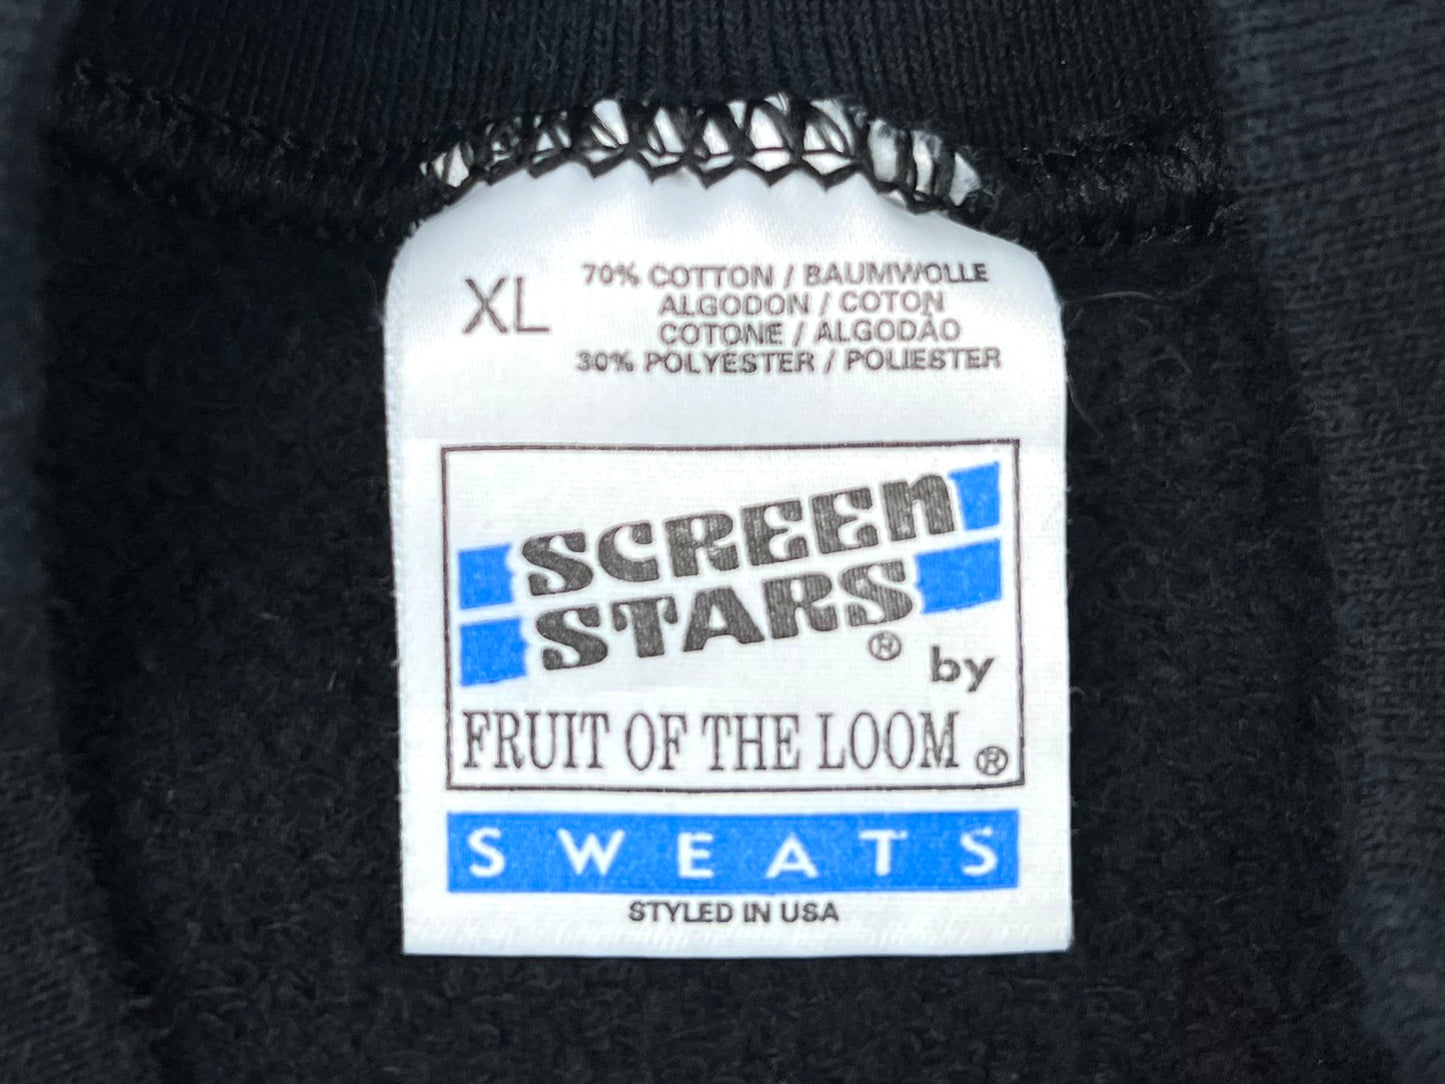 XL
70% COTTON / BAUMWOLLE
ALGODON / COTON
COTONE / ALGODÃO
30% POLYESTER / POLIESTER
SCREEN
STARS ®
by
FRUIT OF THE LOOM ®
SWEATS
STYLED IN USA